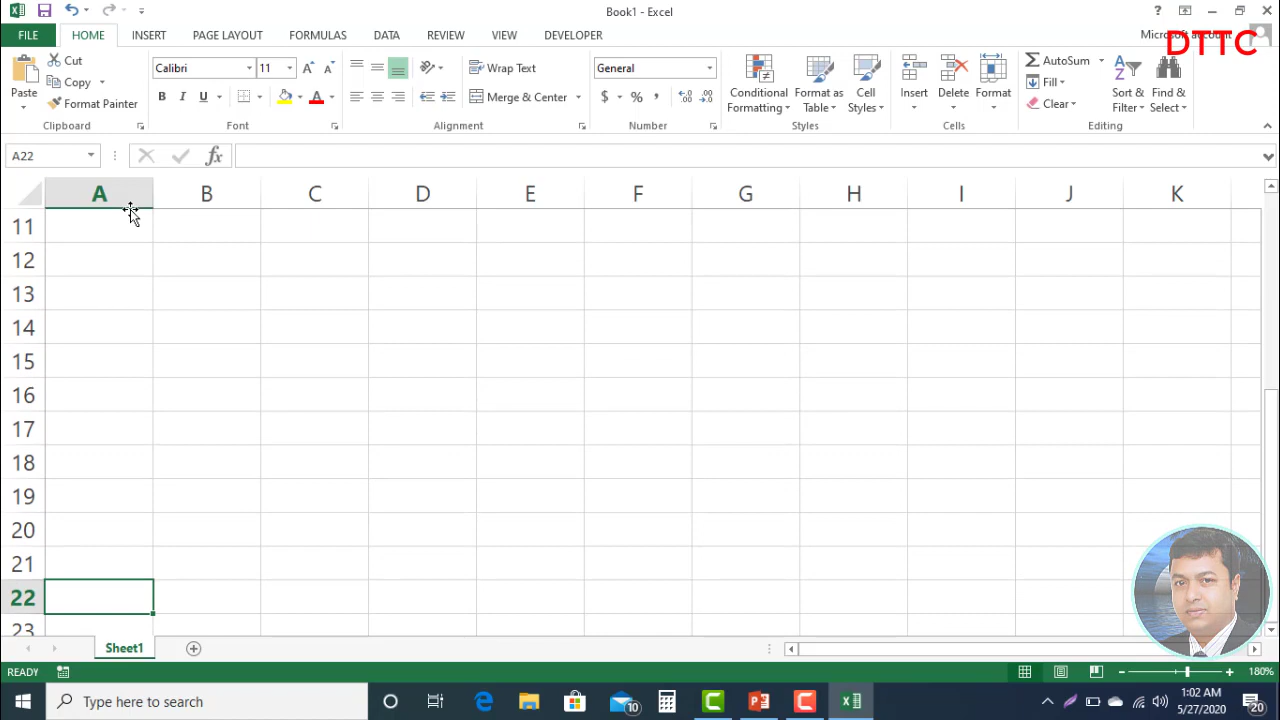 Book1 - Excel
?
FILE HOME INSERT PAGE LAYOUT FORMULAS DATA REVIEW VIEW DEVELOPER
DTTC
Paste
Cut
Copy
Format Painter
Clipboard
Calibri 11
A A
B I U A
Font
Wrap Text
Merge & Center
Alignment
General
$ % ,
Number
Conditional Formatting
Format as Table
Cell Styles
Styles
Insert Delete Format
Cells
AutoSum
Fill
Clear
Sort & Filter
Find & Select
Editing
A22
fx
A B C D E F G H I J K
11
12
13
14
15
16
17
18
19
20
21
22
23
Sheet1
READY
180%
Type here to search
10
1:02 AM
5/27/2020
20